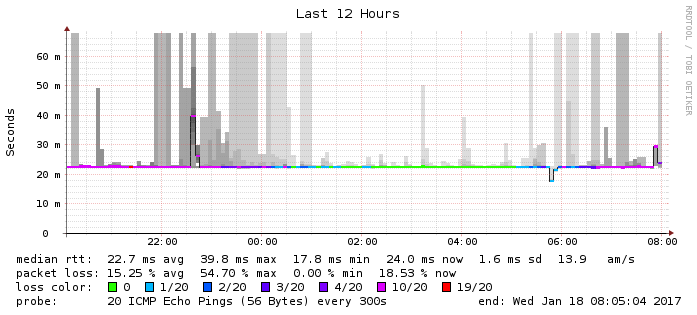 Last 12 Hours
RRDTOOL / TOBI OETIKER
Seconds
60 m
50 m
40 m
30 m
20 m
10 m
0
22:00 00:00 02:00 04:00 06:00 08:00
median rtt: 22.7 ms avg 39.8 ms max 17.8 ms min 24.0 ms now 1.6 ms sd 13.9 am/s
packet loss: 15.25 % avg 54.70 % max 0.00 % min 18.53 % now
loss color: 0 1/20 2/20 3/20 4/20 10/20 19/20
probe: 20 ICMP Echo Pings (56 Bytes) every 300s end: Wed Jan 18 08:05:04 2017